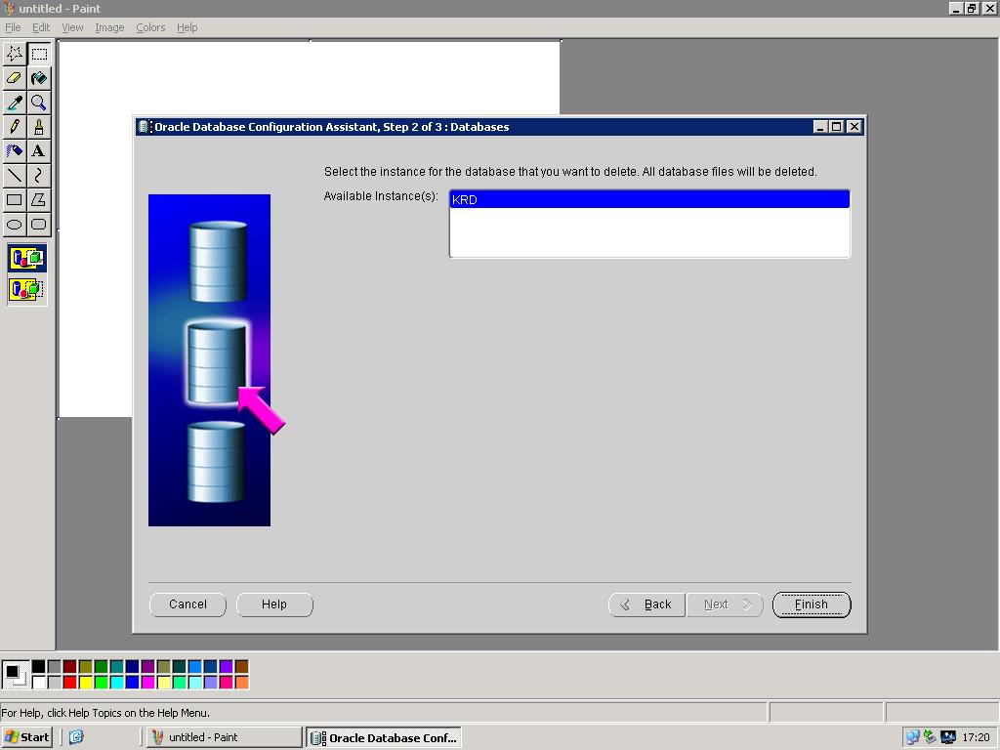 untitled - Paint
File Edit View Image Colors Help
Oracle Database Configuration Assistant, Step 2 of 3 : Databases
Select the instance for the database that you want to delete. All database files will be deleted.
Available Instance(s):
KRD
Cancel Help Back Next Finish
For Help, click Help Topics on the Help Menu.
Start untitled - Paint Oracle Database Conf... 17:20